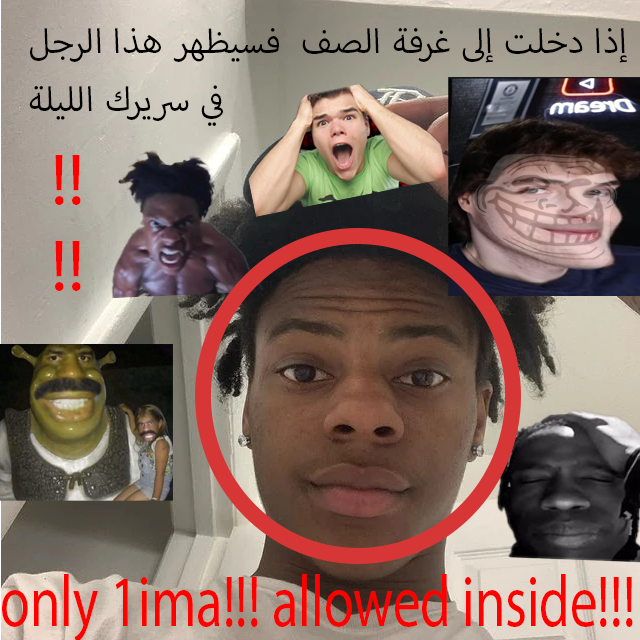 إذا دخلت إلى غرفة الصف فسيظهر هذا الرجل
في سريرك الليلة
!!
!!
Dream
only 1ima!!! allowed inside!!!